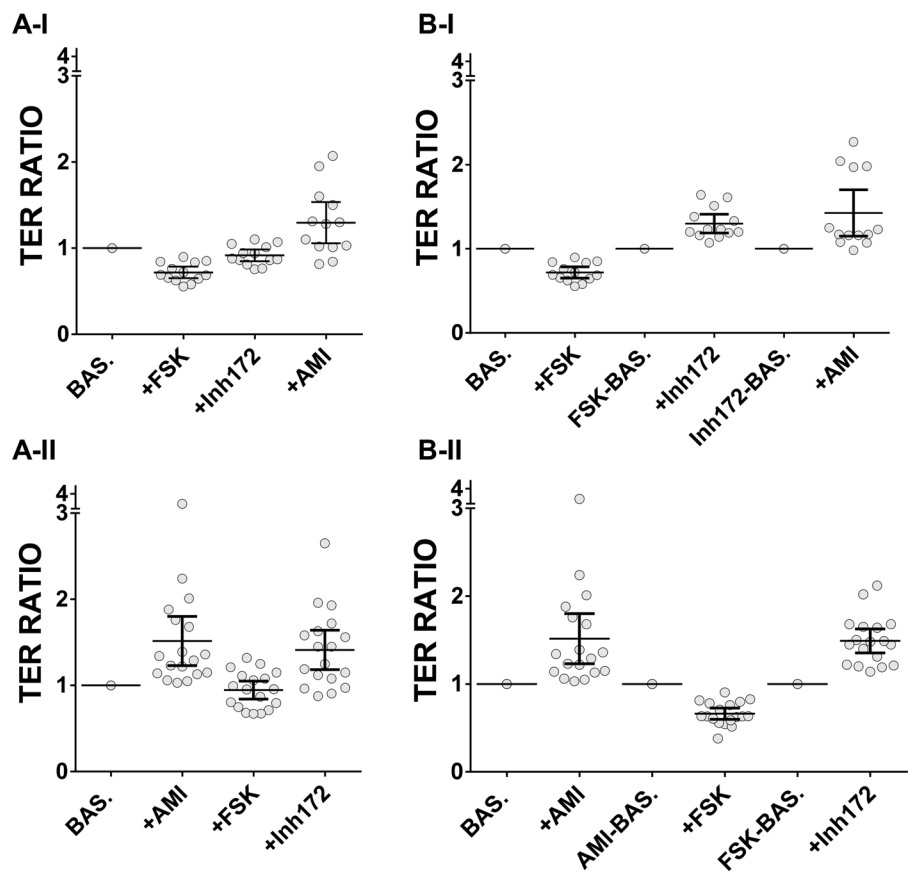 A-I
4
3
2
1
0
TER RATIO
BAS.
+FSK
+Inh172
+AMI
B-I
4
3
2
1
0
TER RATIO
BAS.
+FSK
FSK-BAS.
+Inh172
Inh172-BAS.
+AMI
A-II
4
3
2
1
0
TER RATIO
BAS.
+AMI
+FSK
+Inh172
B-II
4
3
2
1
0
TER RATIO
BAS.
+AMI
AMI-BAS.
+FSK
FSK-BAS.
+Inh172